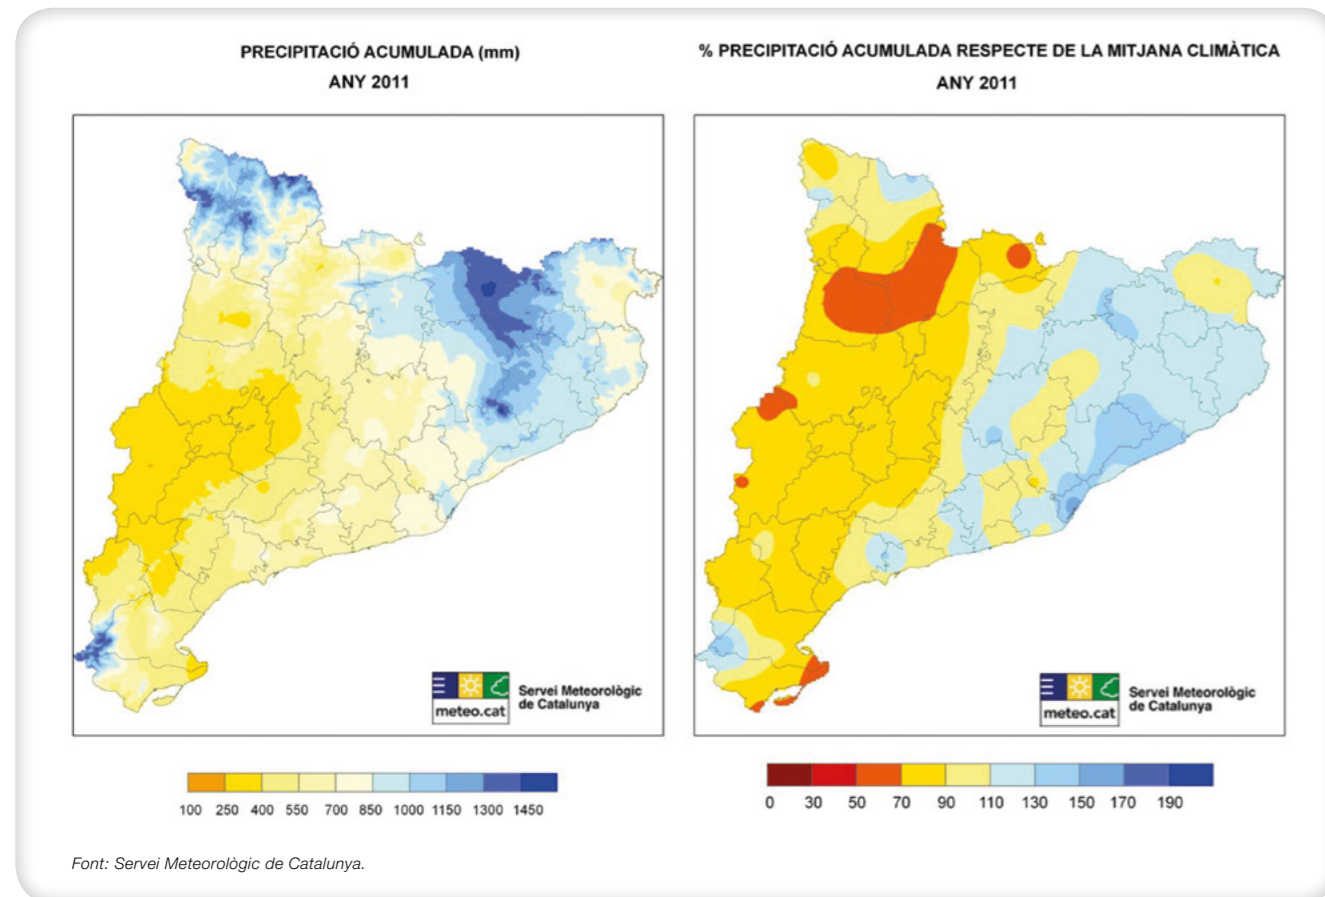 PRECIPITACIÓ ACUMULADA (mm)
ANY 2011
meteo.cat
Servei Meteorològic
de Catalunya
100 250 400 550 700 850 1000 1150 1300 1450
% PRECIPITACIÓ ACUMULADA RESPECTE DE LA MITJANA CLIMÀTICA
ANY 2011
meteo.cat
Servei Meteorològic
de Catalunya
0 30 50 70 90 110 130 150 170 190
Font: Servei Meteorològic de Catalunya.